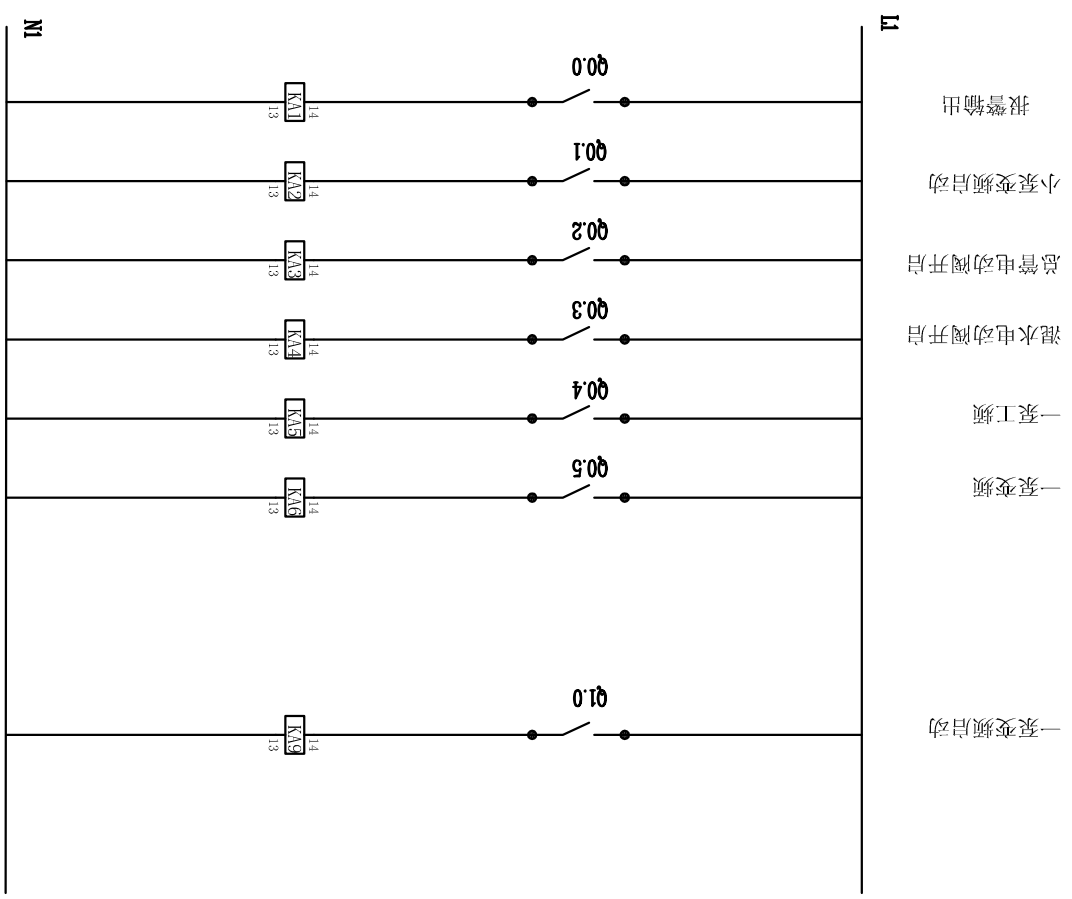 N1
L1
Q0.0
13
KA1
14
报警输出
Q0.1
13
KA2
14
小泵变频启动
Q0.2
13
KA3
14
总管电动阀开启
Q0.3
13
KA4
14
混水电动阀开启
Q0.4
13
KA5
14
一泵工频
Q0.5
13
KA6
14
一泵变频
Q1.0
13
KA9
14
一泵变频启动